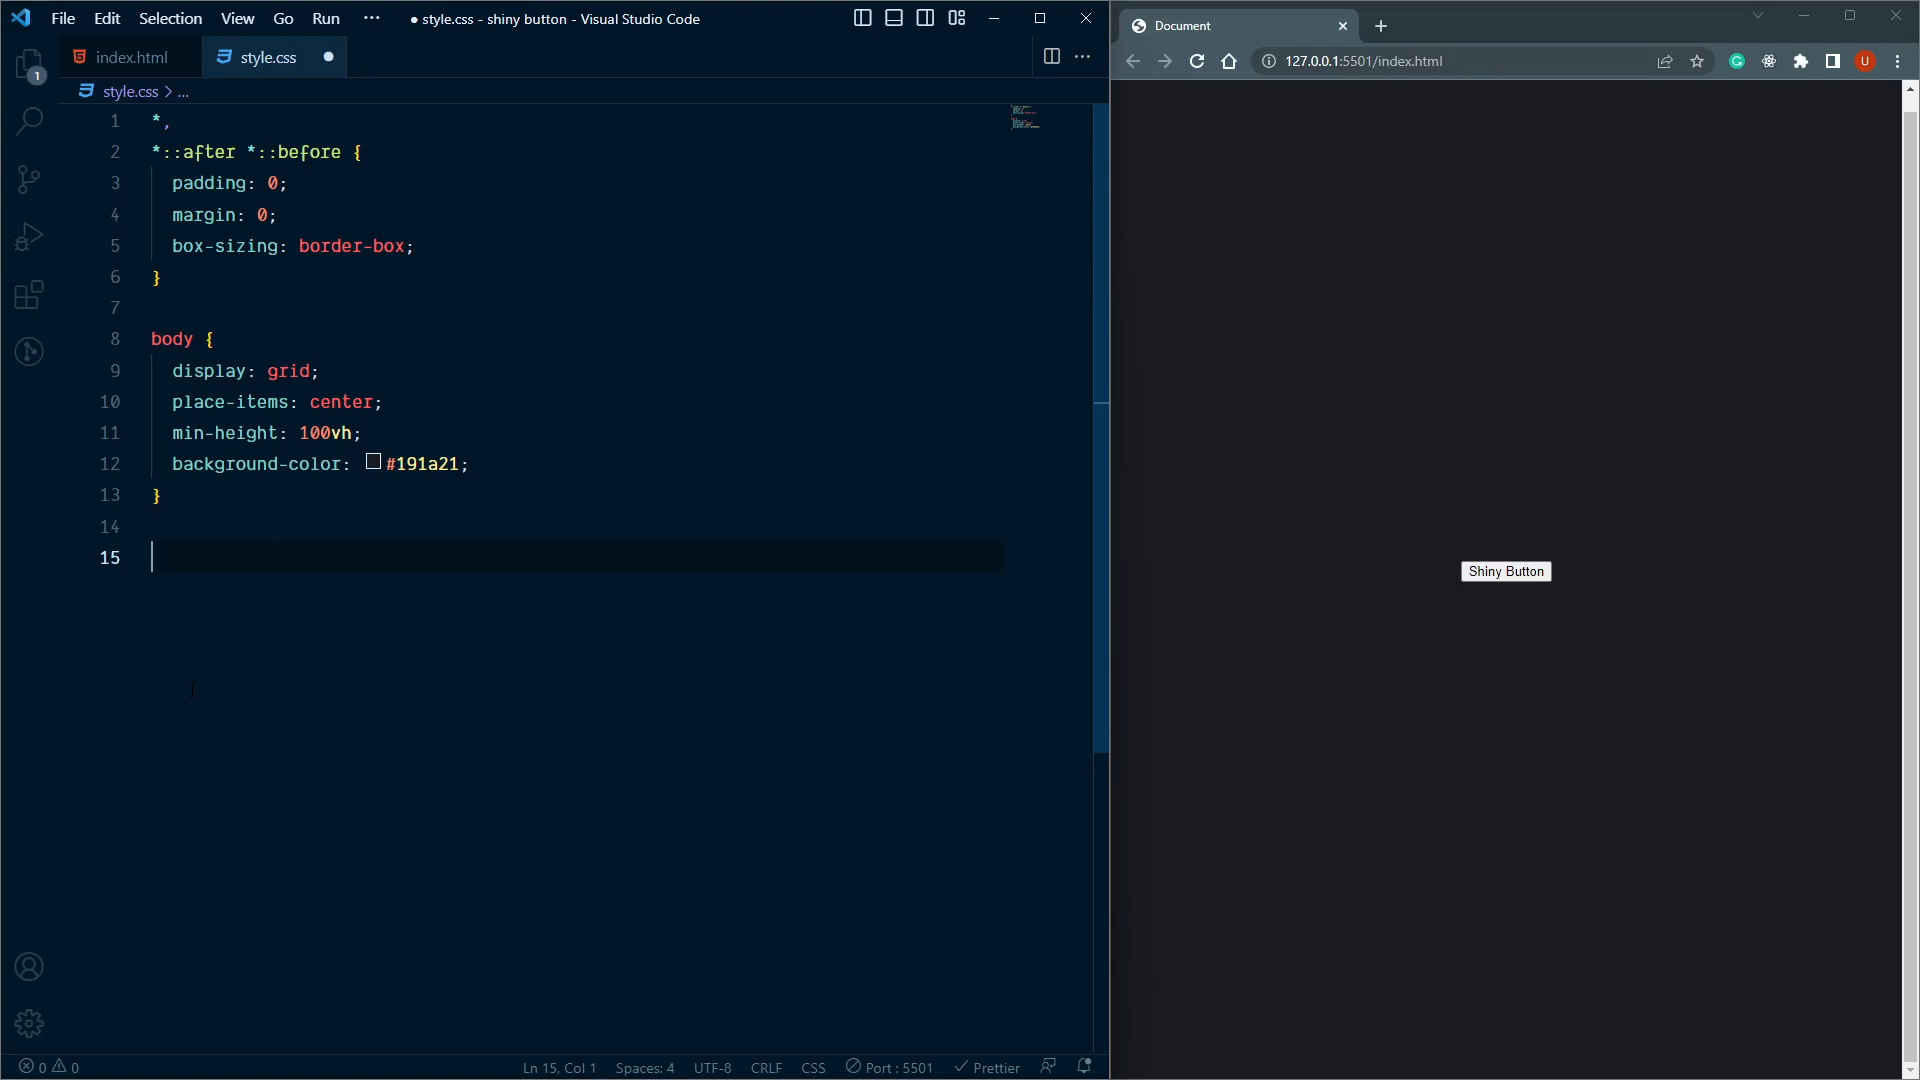 File Edit Selection View Go Run ··· ● style.css - shiny button - Visual Studio Code
index.html style.css ●
style.css > ...
1 *,
2 *::after *::before {
3 padding: 0;
4 margin: 0;
5 box-sizing: border-box;
6 }
7
8 body {
9 display: grid;
10 place-items: center;
11 min-height: 100vh;
12 background-color: #191a21;
13 }
14
15
1
0 0 Ln 15, Col 1 Spaces: 4 UTF-8 CRLF CSS Port : 5501 Prettier
Document
127.0.0.1:5501/index.html U
Shiny Button